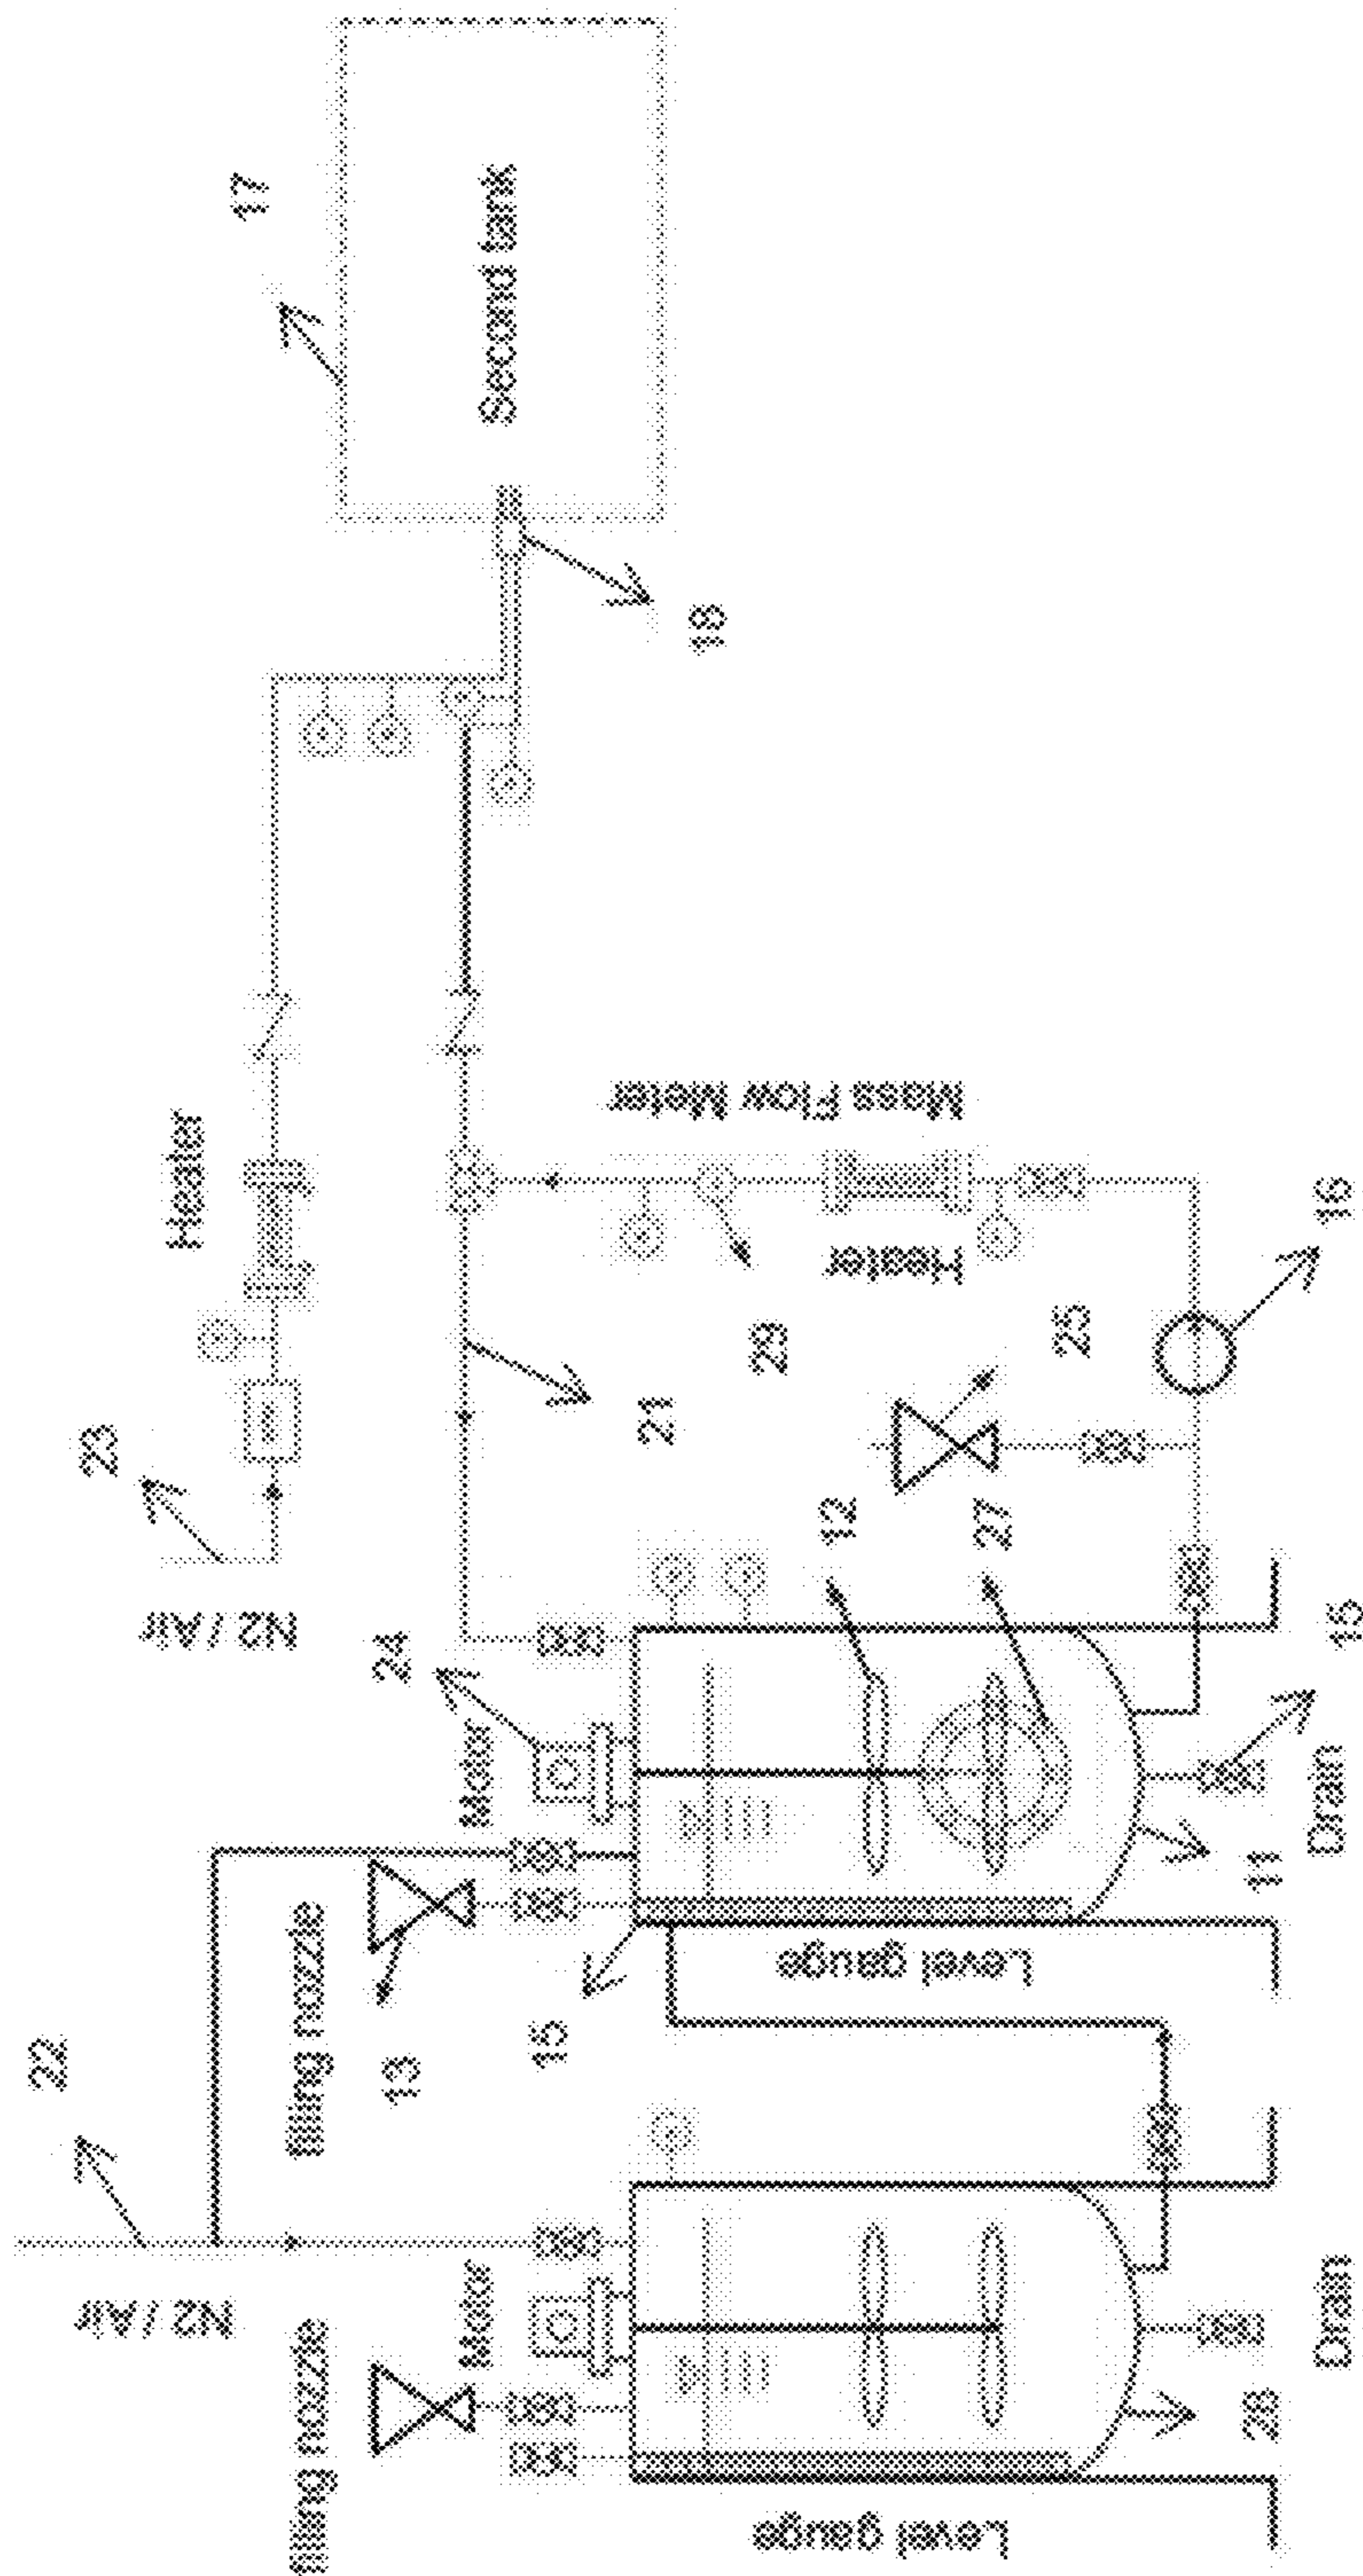 22
23
N2 / Air
N2 / Air
Heater
17
filling nozzle
filling nozzle
13
24
Motor
Motor
Second tank
15
21
18
29
Mass Flow Meter
12
Level gauge
Level gauge
Heater
27
25
28
11
Drain
Drain
15
16